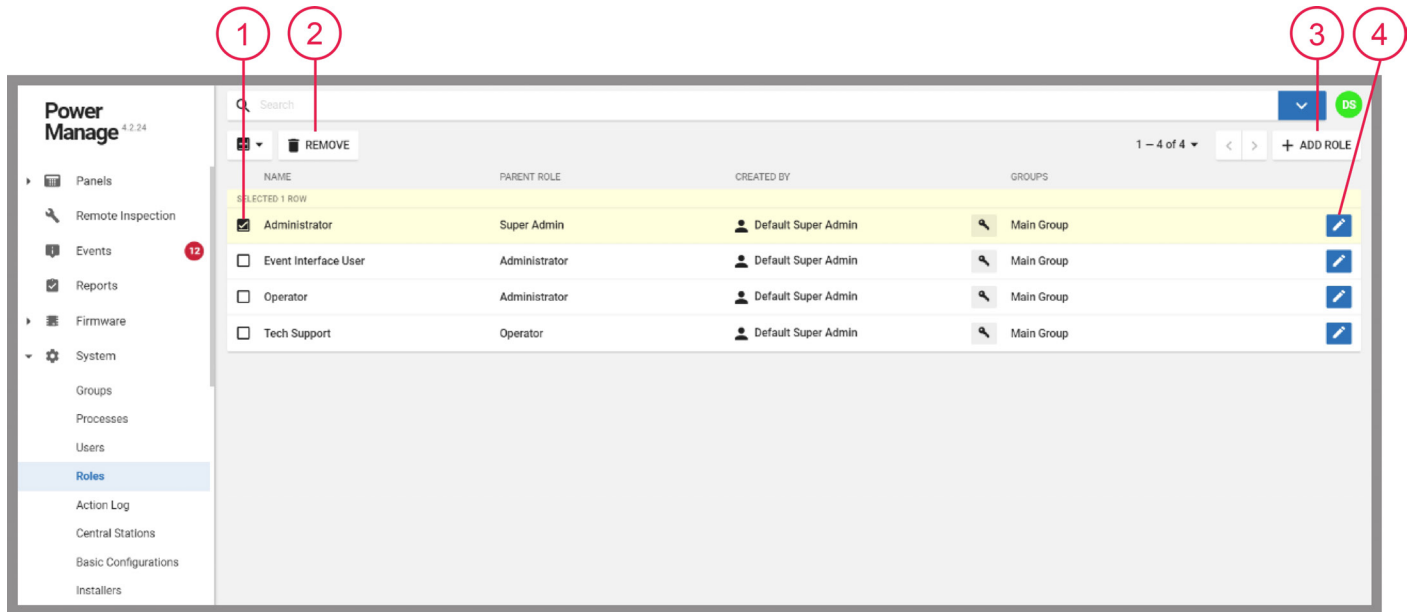 1 2 3 4
Power
Manage 4.2.24
Search
DS
REMOVE
1 – 4 of 4
< >
+ ADD ROLE
Panels
Remote Inspection
Events 12
Reports
Firmware
System
Groups
Processes
Users
Roles
Action Log
Central Stations
Basic Configurations
Installers
NAME PARENT ROLE CREATED BY GROUPS
SELECTED 1 ROW
Administrator Super Admin Default Super Admin Main Group
Event Interface User Administrator Default Super Admin Main Group
Operator Administrator Default Super Admin Main Group
Tech Support Operator Default Super Admin Main Group